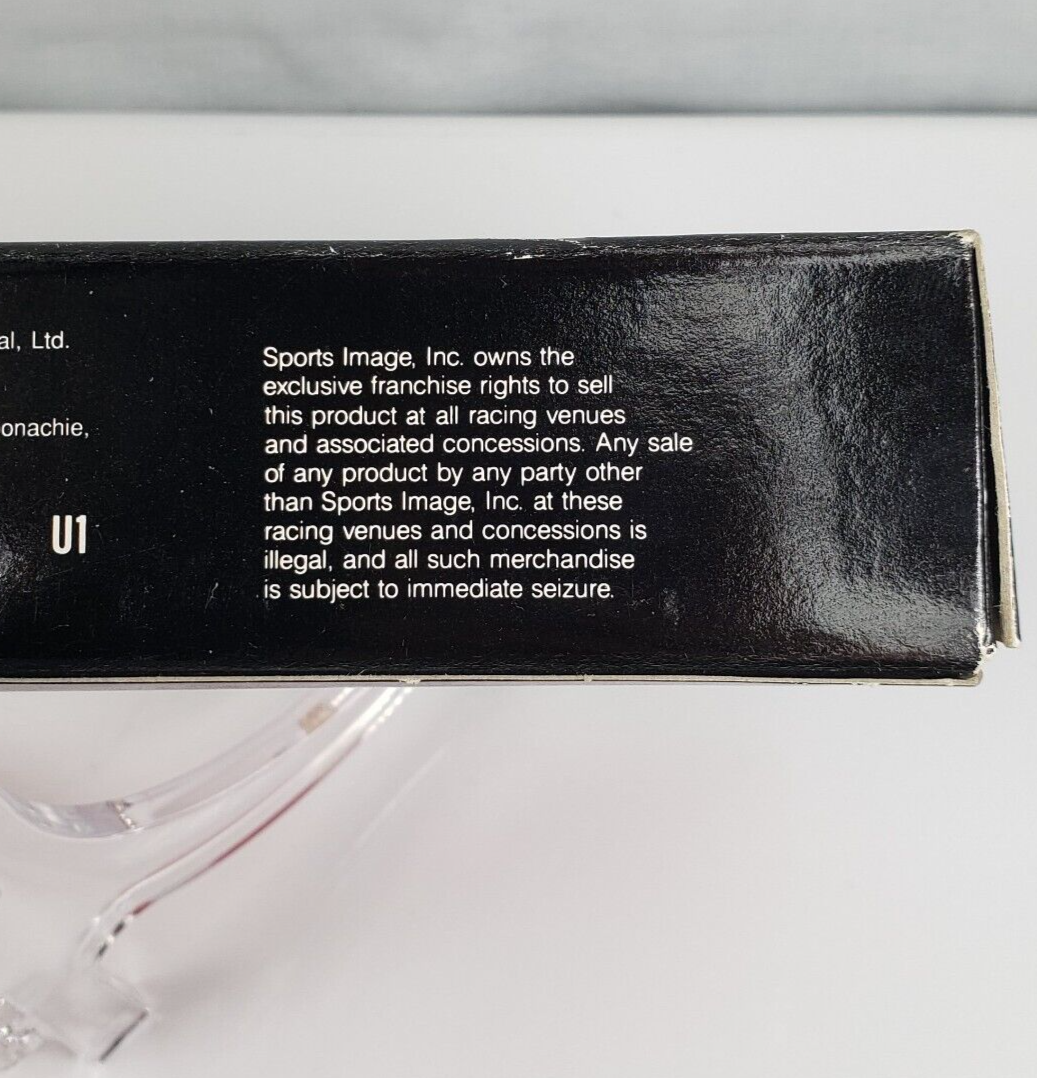 al, Ltd.
onachie,
U1
Sports Image, Inc. owns the
exclusive franchise rights to sell
this product at all racing venues
and associated concessions. Any sale
of any product by any party other
than Sports Image, Inc. at these
racing venues and concessions is
illegal, and all such merchandise
is subject to immediate seizure.